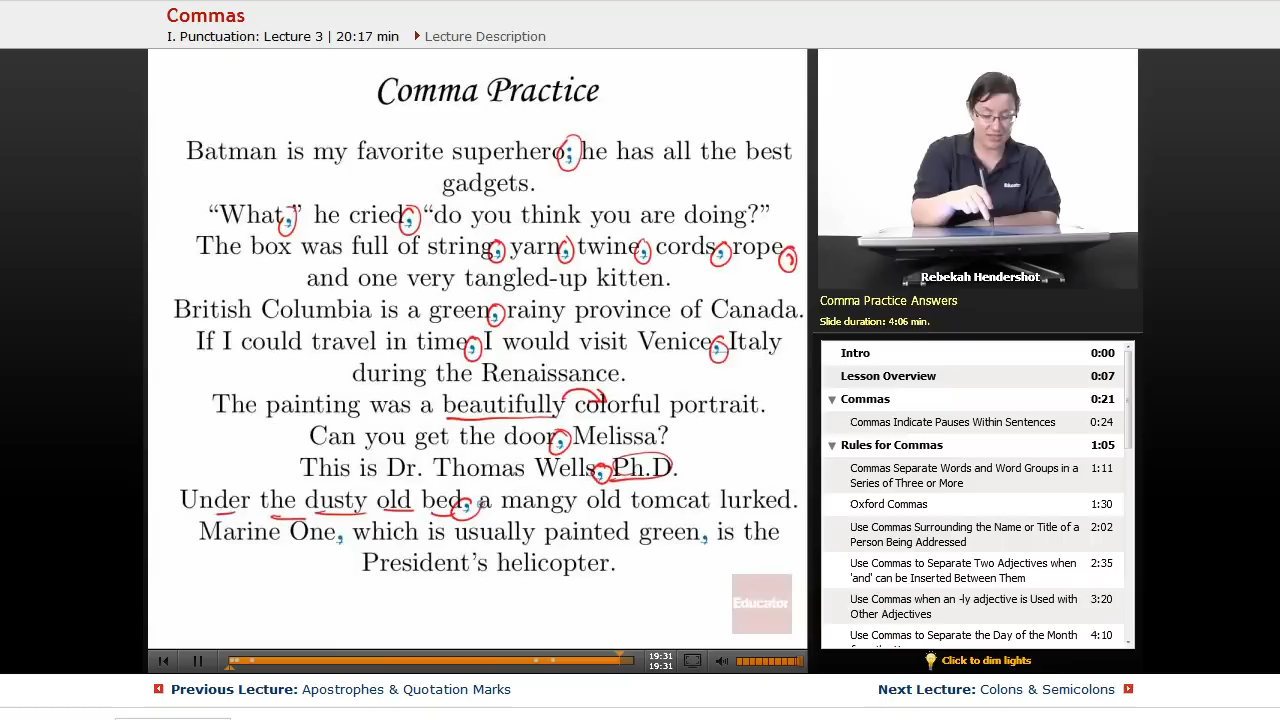 Commas
I. Punctuation: Lecture 3 | 20:17 min
Lecture Description
Comma Practice
Batman is my favorite superhero; he has all the best
gadgets.
“What,” he cried, “do you think you are doing?”
The box was full of string, yarn, twine, cords, rope,
and one very tangled-up kitten.
British Columbia is a green, rainy province of Canada.
If I could travel in time, I would visit Venice, Italy
during the Renaissance.
The painting was a beautifully colorful portrait.
Can you get the door, Melissa?
This is Dr. Thomas Wells, Ph.D.
Under the dusty old bed, a mangy old tomcat lurked.
Marine One, which is usually painted green, is the
President’s helicopter.
Educator
Educator
Rebekah Hendershot
Comma Practice Answers
Slide duration: 4:06 min.
Intro 0:00
Lesson Overview 0:07
Commas 0:21
Commas Indicate Pauses Within Sentences 0:24
Rules for Commas 1:05
Commas Separate Words and Word Groups in a 1:11
Series of Three or More
Oxford Commas 1:30
Use Commas Surrounding the Name or Title of a 2:02
Person Being Addressed
Use Commas to Separate Two Adjectives when 2:35
'and' can be Inserted Between Them
Use Commas when an -ly adjective is Used with 3:20
Other Adjectives
Use Commas to Separate the Day of the Month 4:10
19:31
19:31
Click to dim lights
Previous Lecture: Apostrophes & Quotation Marks
Next Lecture: Colons & Semicolons